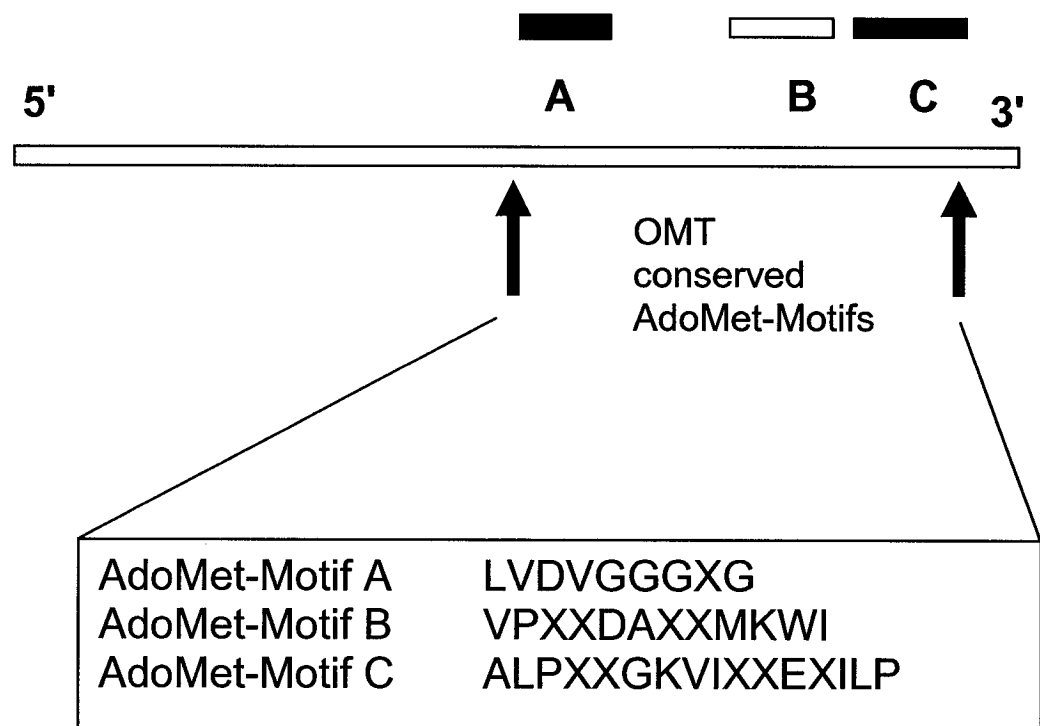 A B C
5' 3'
OMT
conserved
AdoMet-Motifs
AdoMet-Motif A LVDVGGGXG
AdoMet-Motif B VPXXDAXXMKWI
AdoMet-Motif C ALPXXGKVIXXEXILP